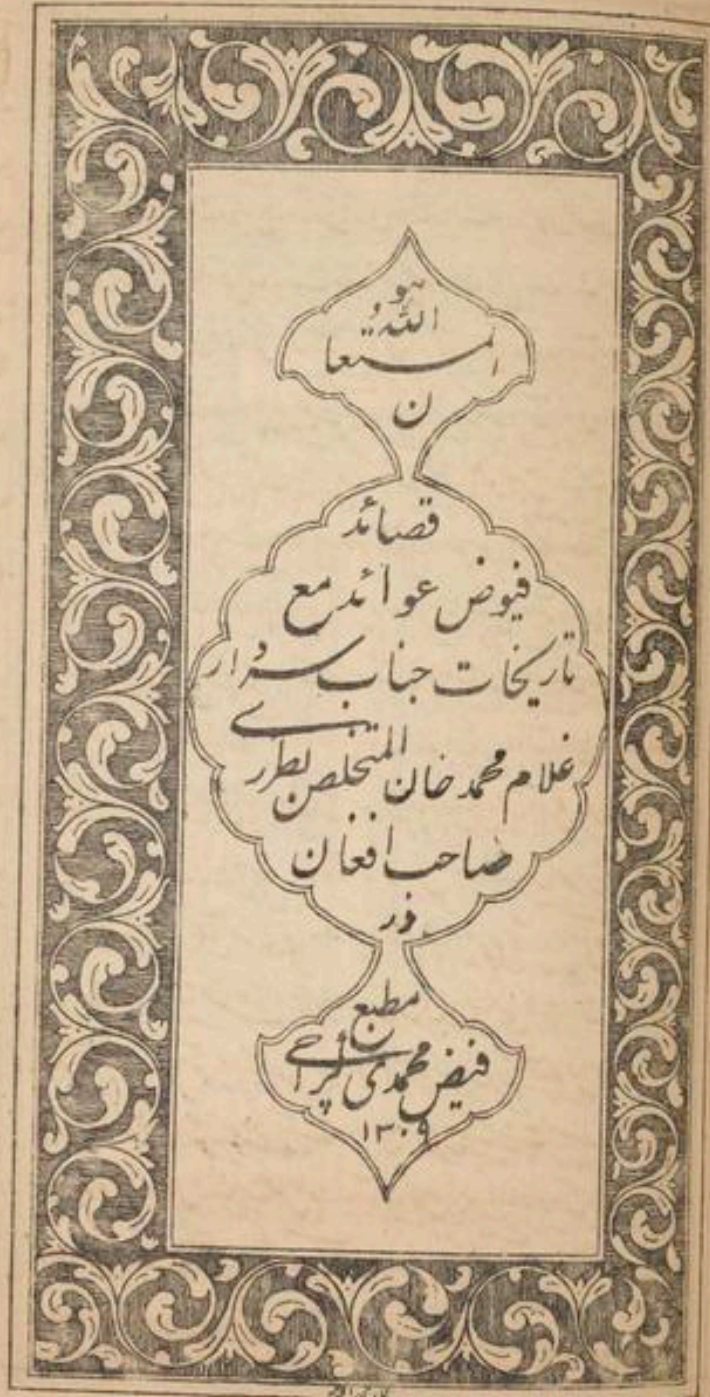 هو
اللهُ
المستعا
ن
قصائد
فیوض عوائد مع
تاریخات جناب سردار
غلام محمد خان المتخلص بطرزی
صاحب افغان
در
مطبع
فیض محمدی کراچی
۱۳۰۹